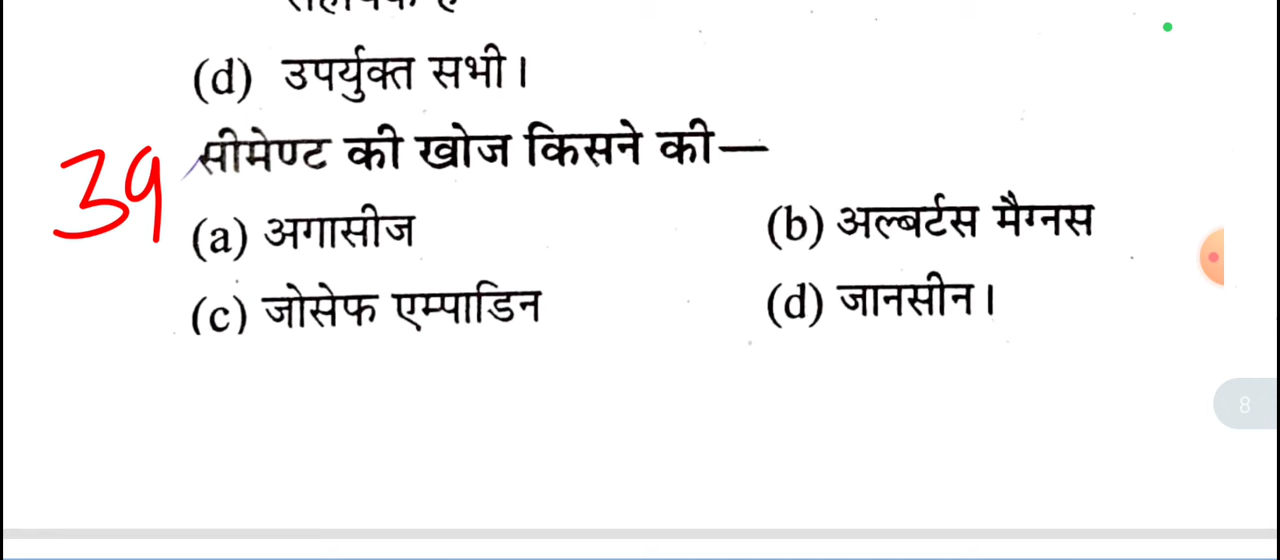 (d) उपर्युक्त सभी।
39 सीमेण्ट की खोज किसने की—
(a) अगासीज (b) अल्बर्टस मैग्नस
(c) जोसेफ एम्पाडिन (d) जानसीन।
8